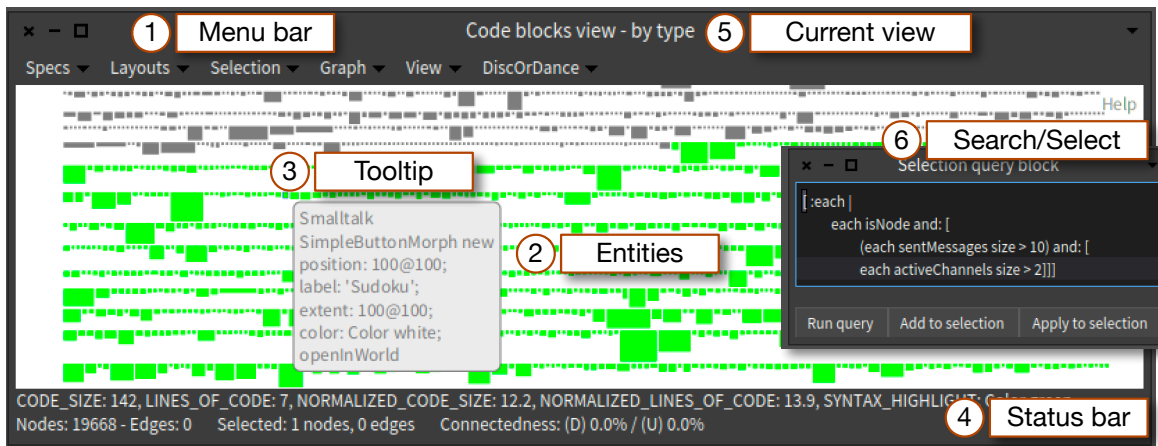 1 Menu bar
Code blocks view - by type
5 Current view
Specs Layouts Selection Graph View DiscOrDance
Help
6 Search/Select
Selection query block
3 Tooltip
[ :each |
each isNode and: [
(each sentMessages size > 10) and: [
each activeChannels size > 2]]]
Run query Add to selection Apply to selection
Smalltalk
SimpleButtonMorph new
position: 100@100;
label: 'Sudoku';
extent: 100@100;
color: Color white;
openInWorld
2 Entities
CODE_SIZE: 142, LINES_OF_CODE: 7, NORMALIZED_CODE_SIZE: 12.2, NORMALIZED_LINES_OF_CODE: 13.9, SYNTAX_HIGHLIGHT: Color green
Nodes: 19668 - Edges: 0 Selected: 1 nodes, 0 edges Connectedness: (D) 0.0% / (U) 0.0%
4 Status bar